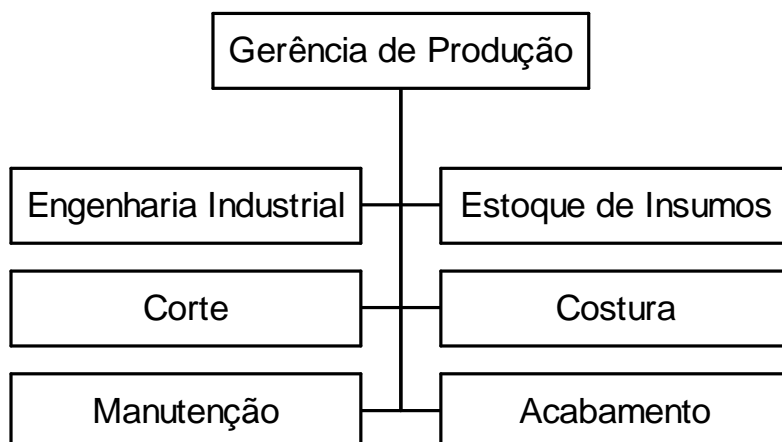 Gerência de Produção
Engenharia Industrial
Estoque de Insumos
Corte
Costura
Manutenção
Acabamento